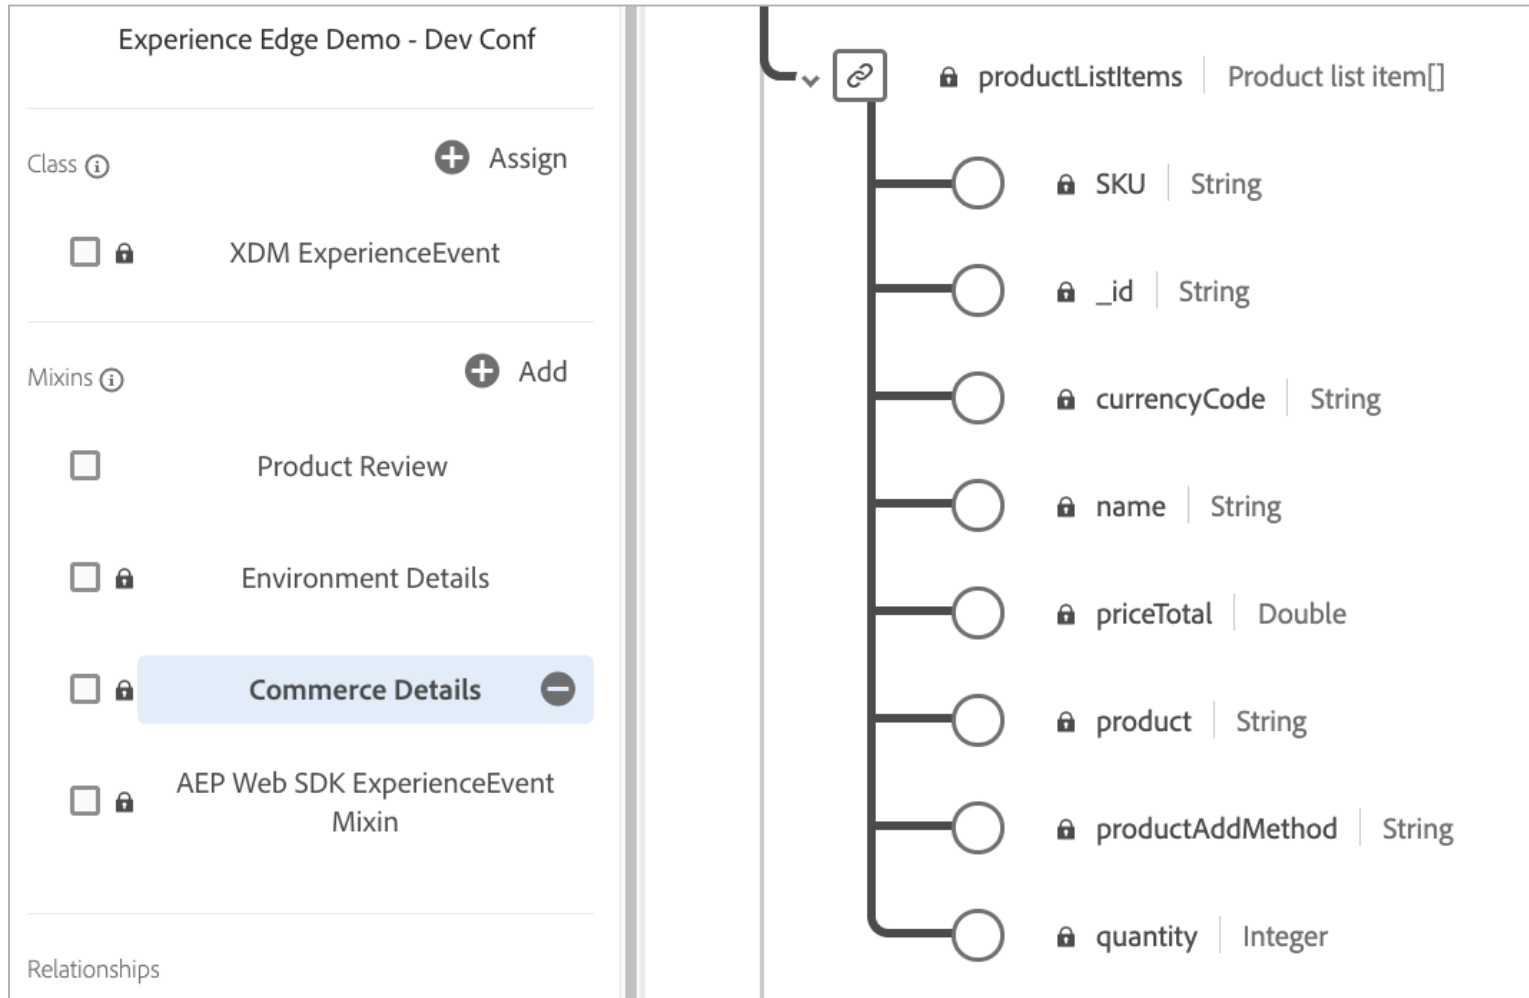 Experience Edge Demo - Dev Conf
Class
Assign
XDM ExperienceEvent
Mixins
Add
Product Review
Environment Details
Commerce Details
AEP Web SDK ExperienceEvent
Mixin
Relationships
productListItems Product list item[]
SKU String
_id String
currencyCode String
name String
priceTotal Double
product String
productAddMethod String
quantity Integer